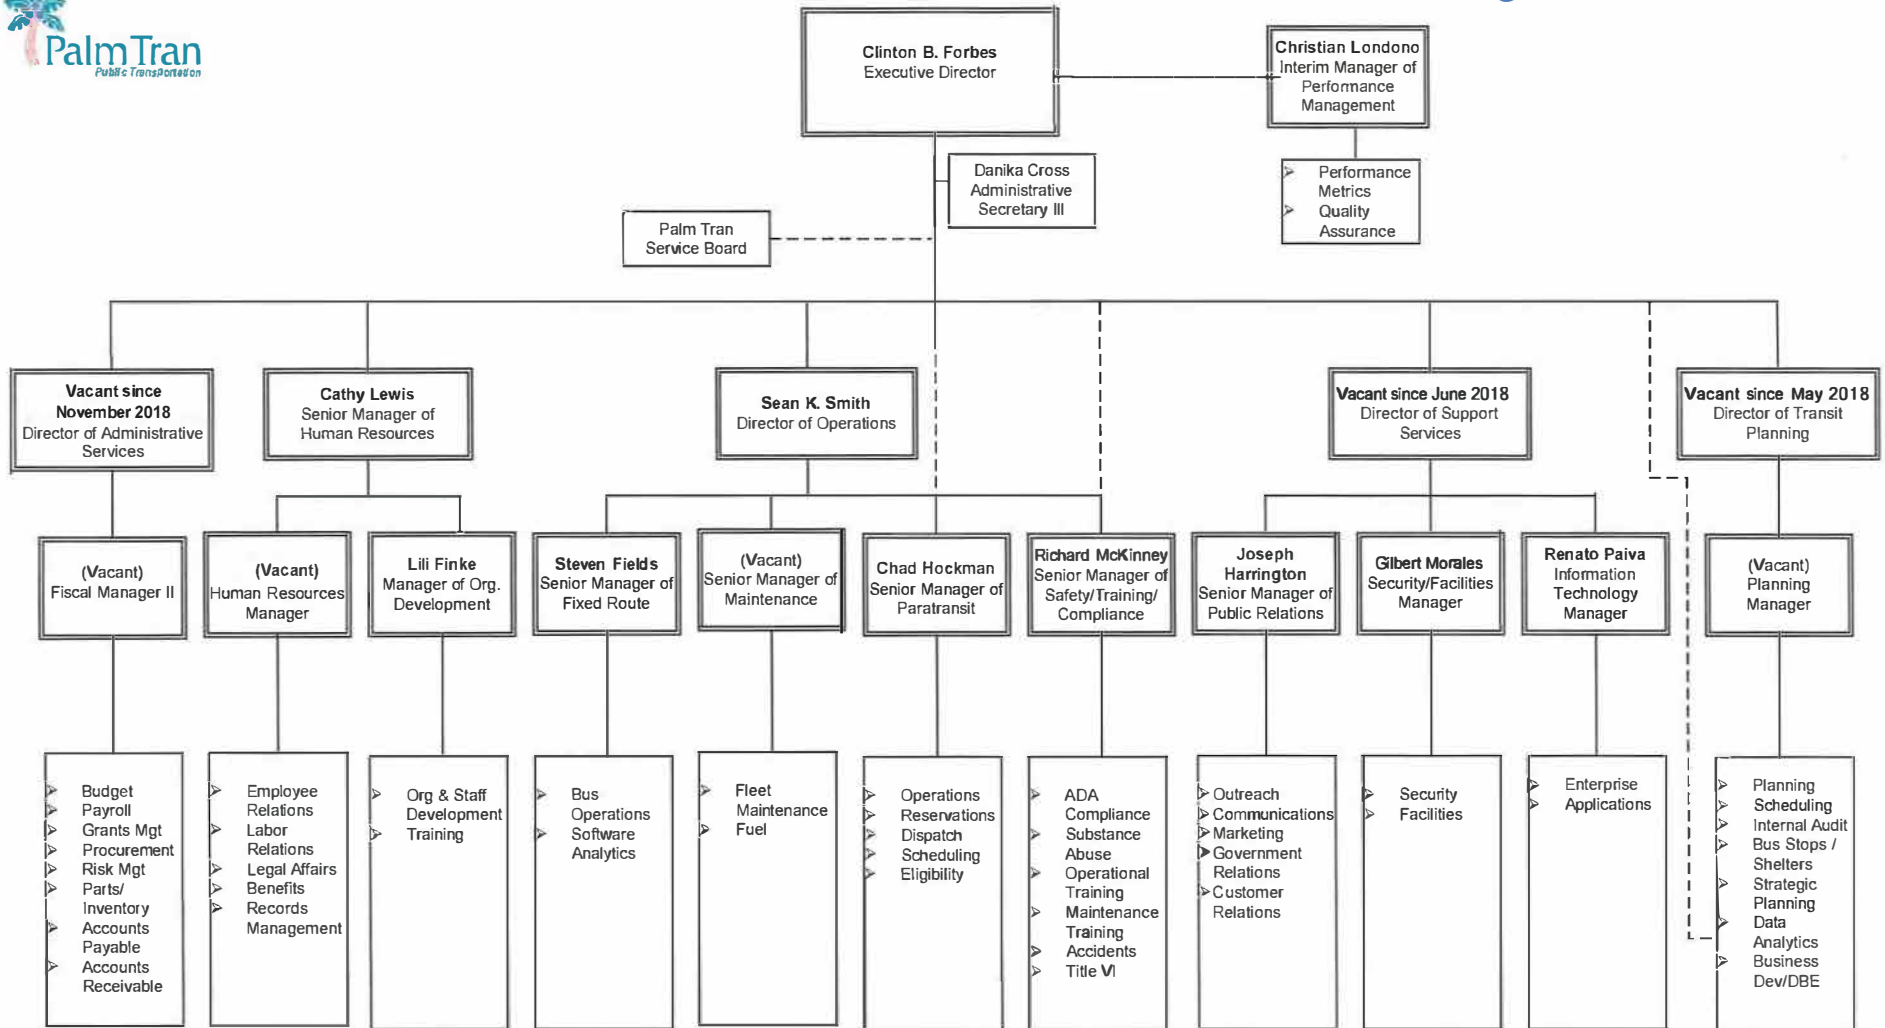 PalmTran
Public Transportation
Clinton B. Forbes
Executive Director
Christian Londono
Interim Manager of
Performance
Management
Performance
Metrics
Quality
Assurance
Danika Cross
Administrative
Secretary III
Palm Tran
Service Board
Vacant since
November 2018
Director of Administrative
Services
Cathy Lewis
Senior Manager of
Human Resources
Sean K. Smith
Director of Operations
Vacant since June 2018
Director of Support
Services
Vacant since May 2018
Director of Transit
Planning
(Vacant)
Fiscal Manager II
(Vacant)
Human Resources
Manager
Lili Finke
Manager of Org.
Development
Steven Fields
Senior Manager of
Fixed Route
(Vacant)
Senior Manager of
Maintenance
Chad Hockman
Senior Manager of
Paratransit
Richard McKinney
Senior Manager of
Safety/Training/
Compliance
Joseph
Harrington
Senior Manager of
Public Relations
Gilbert Morales
Security/Facilities
Manager
Renato Paiva
Information
Technology
Manager
(Vacant)
Planning
Manager
Budget
Payroll
Grants Mgt
Procurement
Risk Mgt
Parts/
Inventory
Accounts
Payable
Accounts
Receivable
Employee
Relations
Labor
Relations
Legal Affairs
Benefits
Records
Management
Org & Staff
Development
Training
Bus
Operations
Software
Analytics
Fleet
Maintenance
Fuel
Operations
Reservations
Dispatch
Scheduling
Eligibility
ADA
Compliance
Substance
Abuse
Operational
Training
Maintenance
Training
Accidents
Title VI
Outreach
Communications
Marketing
Government
Relations
Customer
Relations
Security
Facilities
Enterprise
Applications
Planning
Scheduling
Internal Audit
Bus Stops /
Shelters
Strategic
Planning
Data
Analytics
Business
Dev/DBE